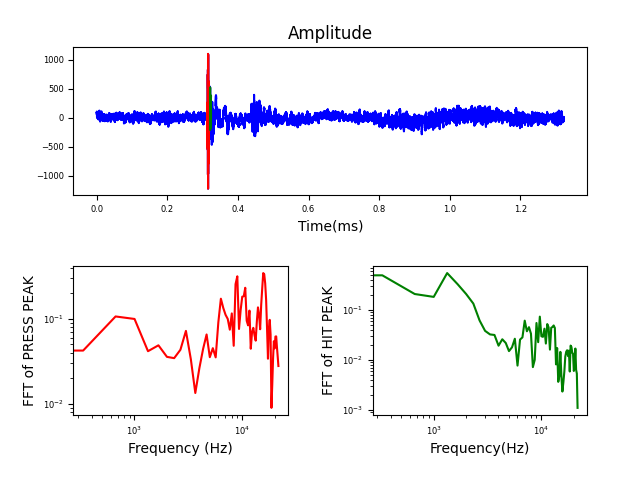 Amplitude
1000
500
0
−500
−1000
0.0 0.2 0.4 0.6 0.8 1.0 1.2
Time(ms)
FFT of PRESS PEAK
10⁻¹
10⁻²
10³ 10⁴
Frequency (Hz)
FFT of HIT PEAK
10⁻¹
10⁻²
10⁻³
10³ 10⁴
Frequency(Hz)